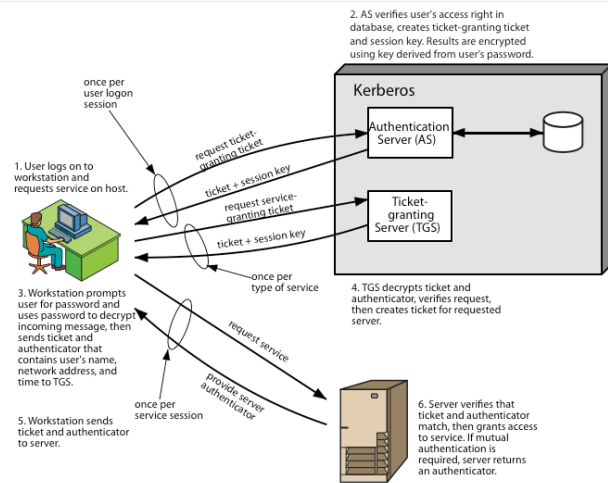 2. AS verifies user's access right in
database, creates ticket-granting ticket
and session key. Results are encrypted
using key derived from user's password.
once per
user logon
session
Kerberos
request ticket-
granting ticket
Authentication
Server (AS)
1. User logs on to
workstation and
requests service on host.
ticket + session key
request service-
granting ticket
Ticket-
granting
Server (TGS)
ticket + session key
once per
type of service
3. Workstation prompts
user for password and
uses password to decrypt
incoming message, then
sends ticket and
authenticator that
contains user's name,
network address, and
time to TGS.
4. TGS decrypts ticket and
authenticator, verifies request,
then creates ticket for requested
server.
request service
provide server
authenticator
once per
service session
5. Workstation sends
ticket and authenticator
to server.
6. Server verifies that
ticket and authenticator
match, then grants access
to service. If mutual
authentication is
required, server returns
an authenticator.